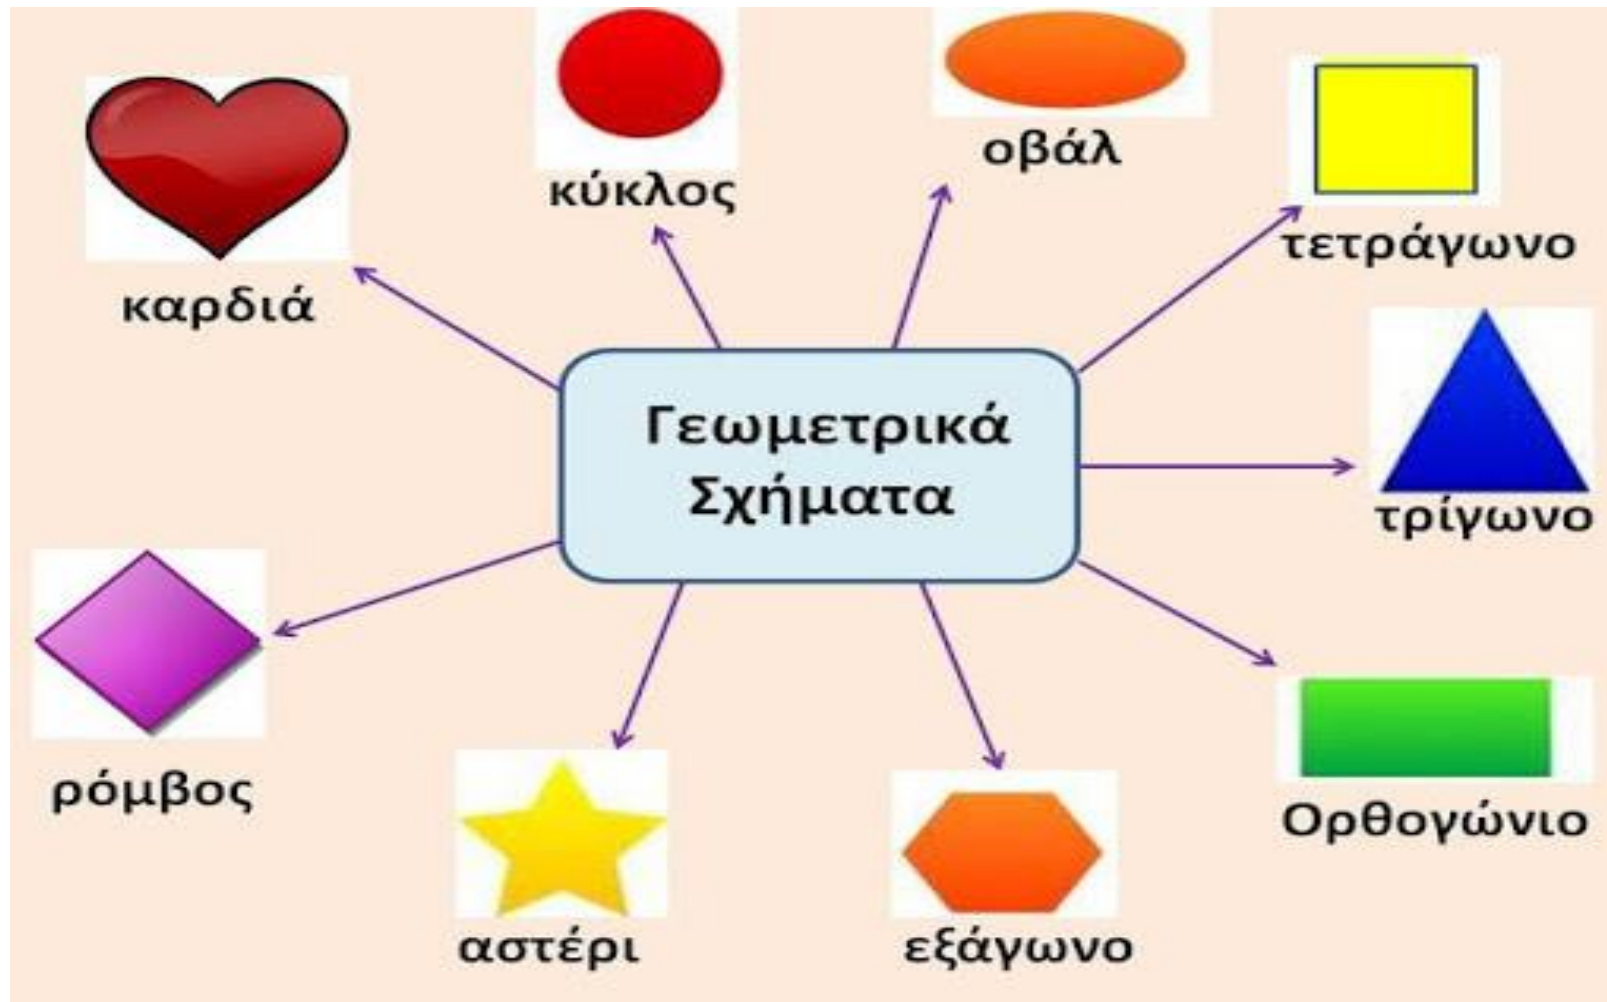 οβάλ
κύκλος
τετράγωνο
καρδιά
Γεωμετρικά
Σχήματα
τρίγωνο
ρόμβος
Ορθογώνιο
αστέρι
εξάγωνο